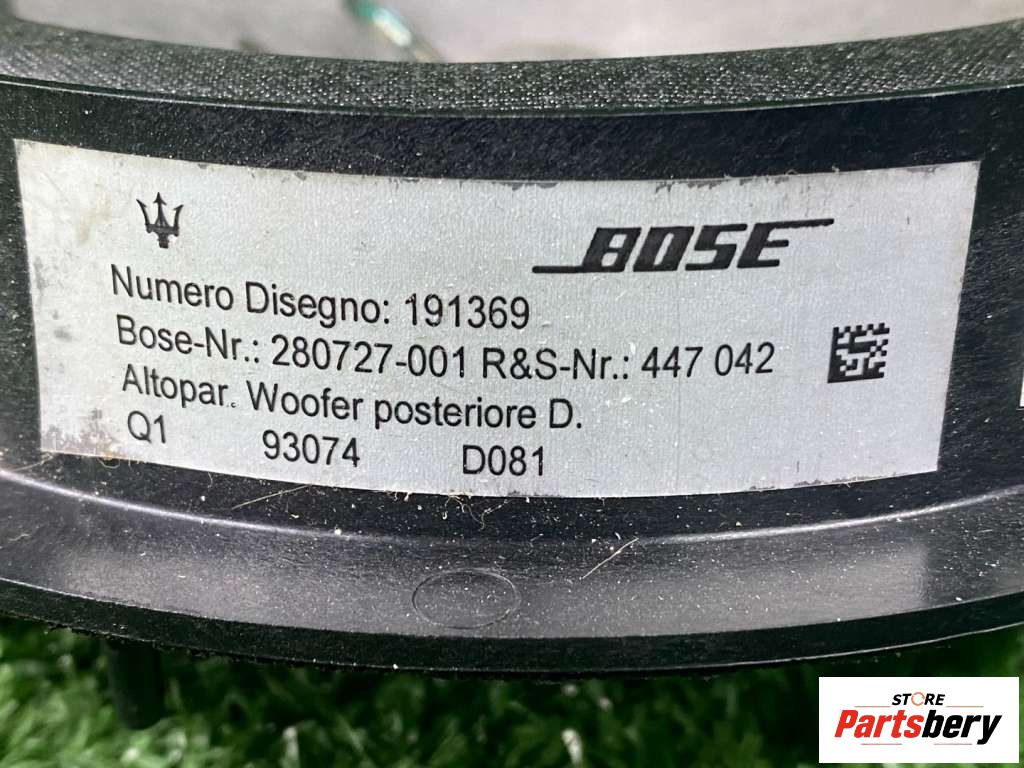 BOSE
Numero Disegno: 191369
Bose-Nr.: 280727-001 R&S-Nr.: 447 042
Altopar. Woofer posteriore D.
Q1 93074 D081
STORE
Partsbery